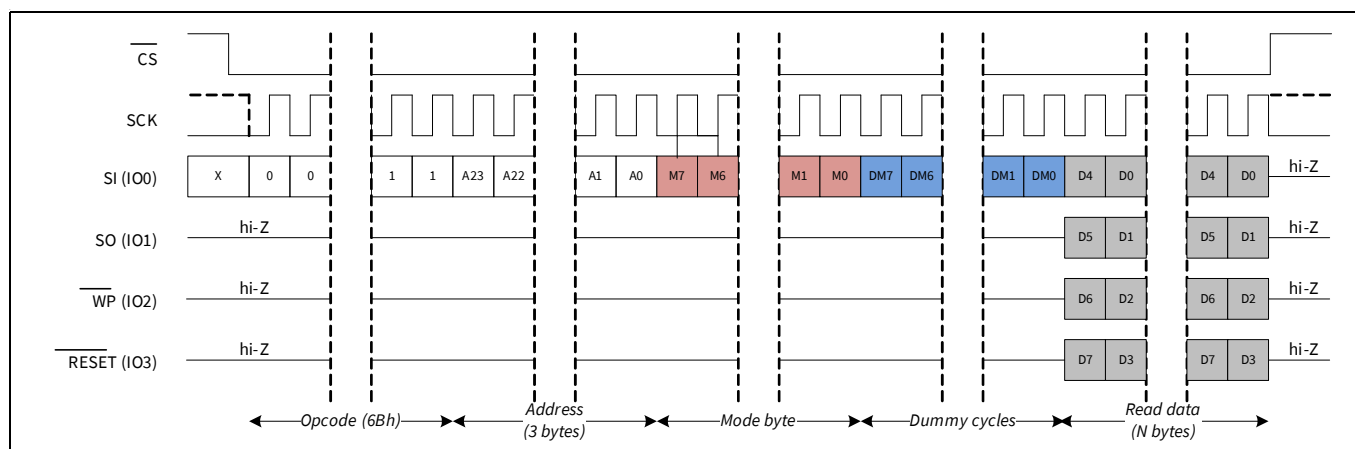 CS
SCK
SI (IO0) X 0 0 1 1 A23 A22 A1 A0 M7 M6 M1 M0 DM7 DM6 DM1 DM0 D4 D0 D4 D0 hi-Z
SO (IO1) hi-Z D5 D1 D5 D1 hi-Z
WP (IO2) hi-Z D6 D2 D6 D2 hi-Z
RESET (IO3) hi-Z D7 D3 D7 D3 hi-Z
Opcode (6Bh) Address (3 bytes) Mode byte Dummy cycles Read data (N bytes)